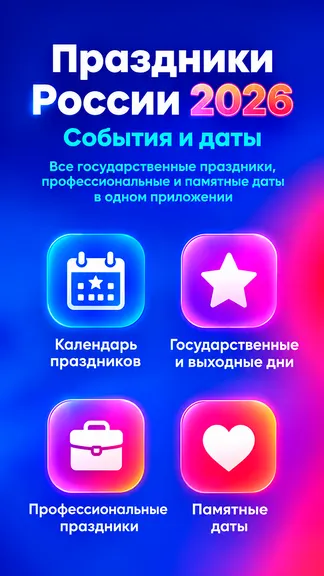 Праздники
России 2026
События и даты
Все государственные праздники,
профессиональные и памятные даты
в одном приложении
Календарь
праздников
Государственные
и выходные дни
Профессиональные
праздники
Памятные
даты